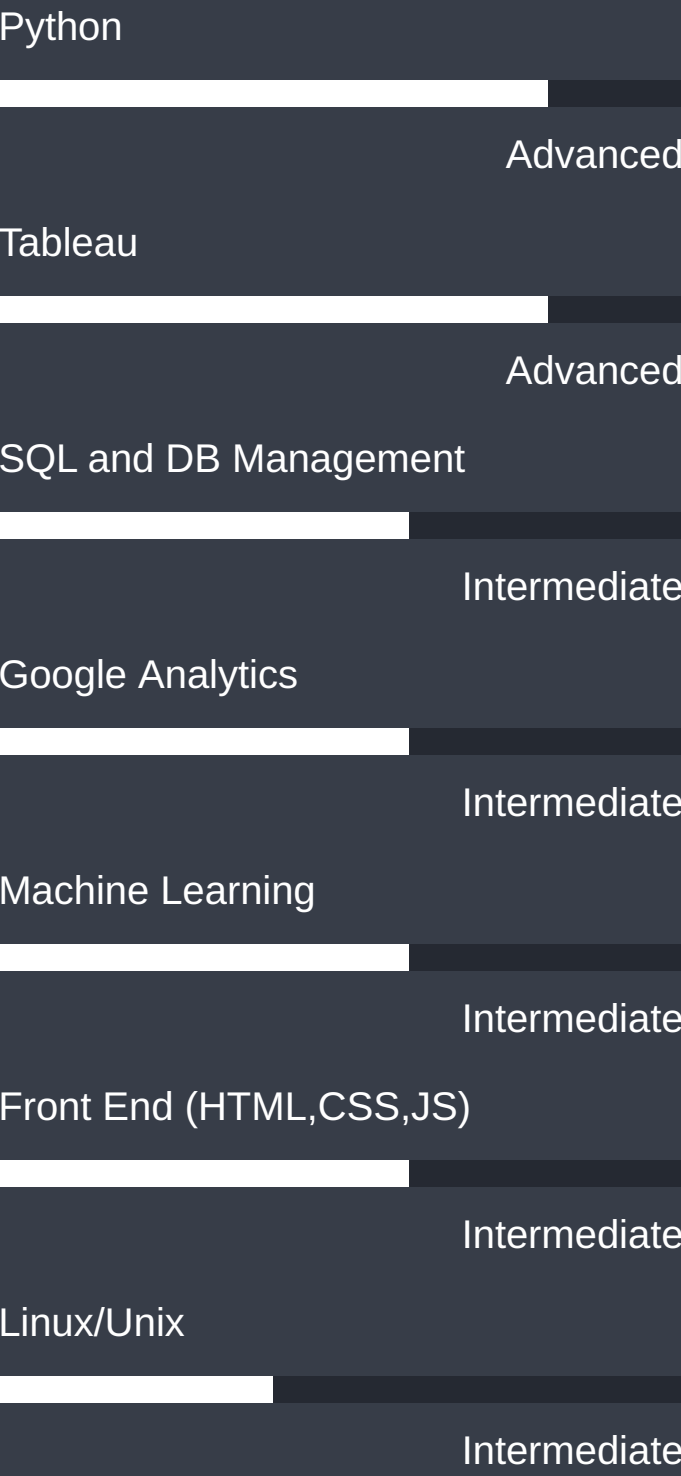 Python
Advanced
Tableau
Advanced
SQL and DB Management
Intermediate
Google Analytics
Intermediate
Machine Learning
Intermediate
Front End (HTML,CSS,JS)
Intermediate
Linux/Unix
Intermediate